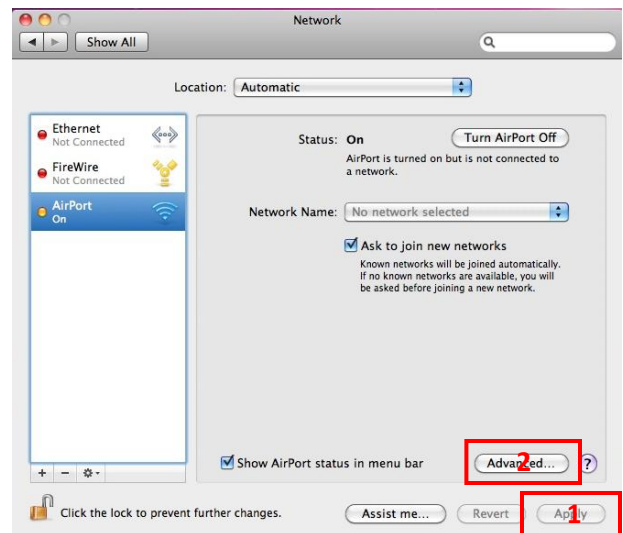 Network
Show All
Location: Automatic
Ethernet
Not Connected
FireWire
Not Connected
AirPort
On
Status: On
Turn AirPort Off
AirPort is turned on but is not connected to
a network.
Network Name: No network selected
Ask to join new networks
Known networks will be joined automatically.
If no known networks are available, you will
be asked before joining a new network.
Show AirPort status in menu bar
Advanced...
2
?
+ -
Click the lock to prevent further changes.
Assist me...
Revert
Apply
1